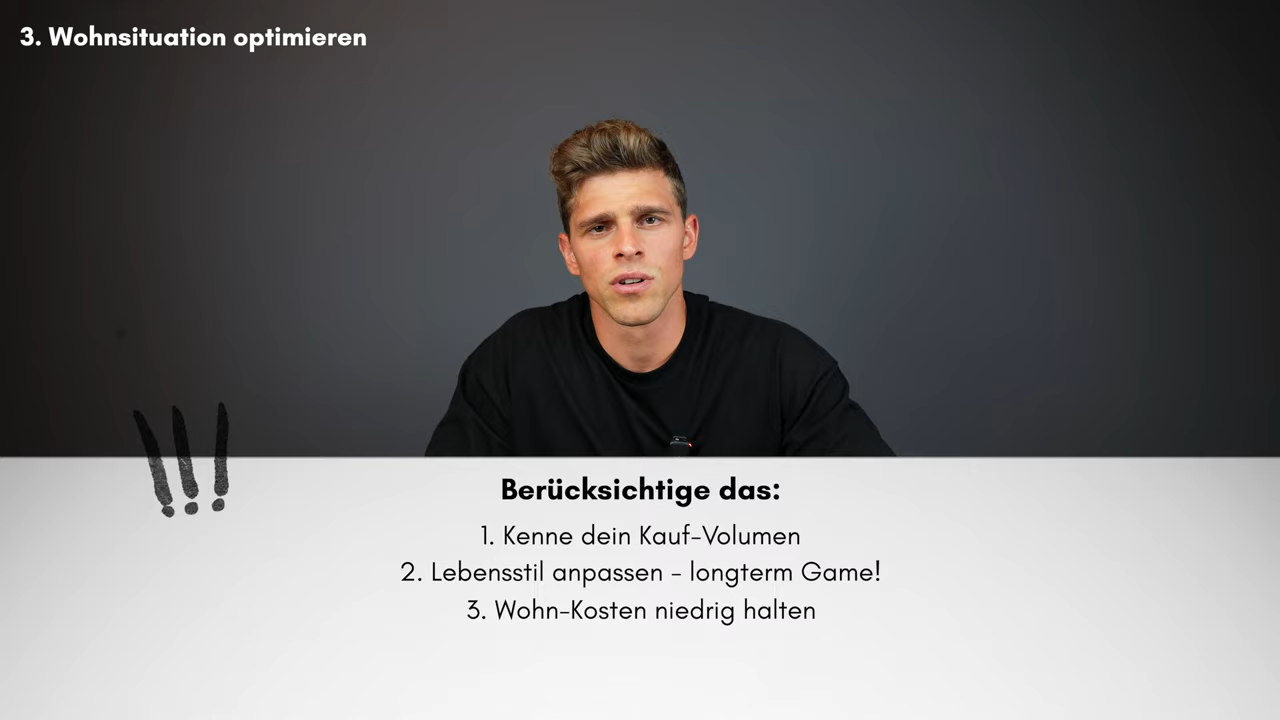 3. Wohnsituation optimieren
!!!
Berücksichtige das:
1. Kenne dein Kauf-Volumen
2. Lebensstil anpassen - longterm Game!
3. Wohn-Kosten niedrig halten